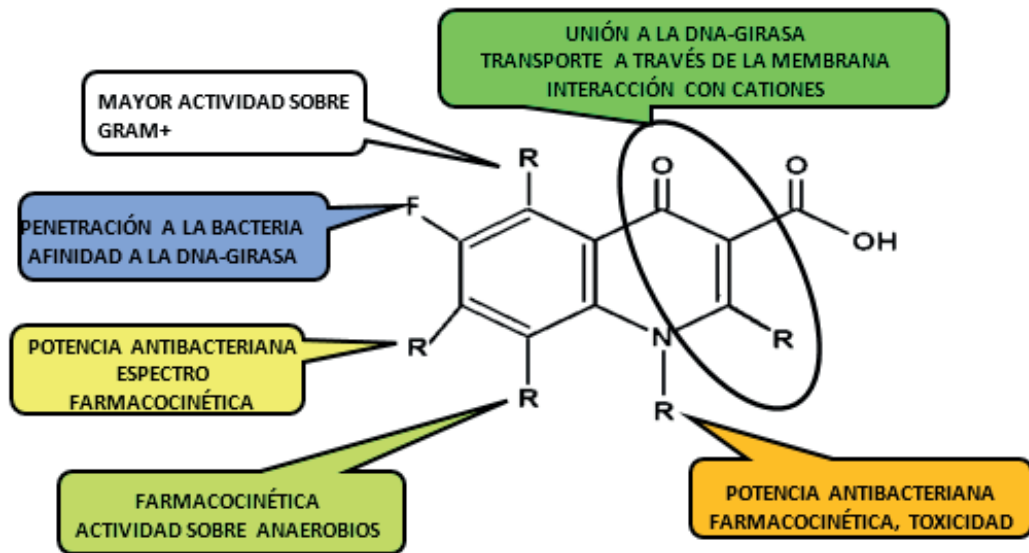 UNIÓN A LA DNA-GIRASA
TRANSPORTE A TRAVÉS DE LA MEMBRANA
INTERACCIÓN CON CATIONES
MAYOR ACTIVIDAD SOBRE
GRAM+
PENETRACIÓN A LA BACTERIA
AFINIDAD A LA DNA-GIRASA
POTENCIA ANTIBACTERIANA
ESPECTRO
FARMACOCINÉTICA
FARMACOCINÉTICA
ACTIVIDAD SOBRE ANAEROBIOS
POTENCIA ANTIBACTERIANA
FARMACOCINÉTICA, TOXICIDAD
R
O
O
F
OH
R
N
R
R
R